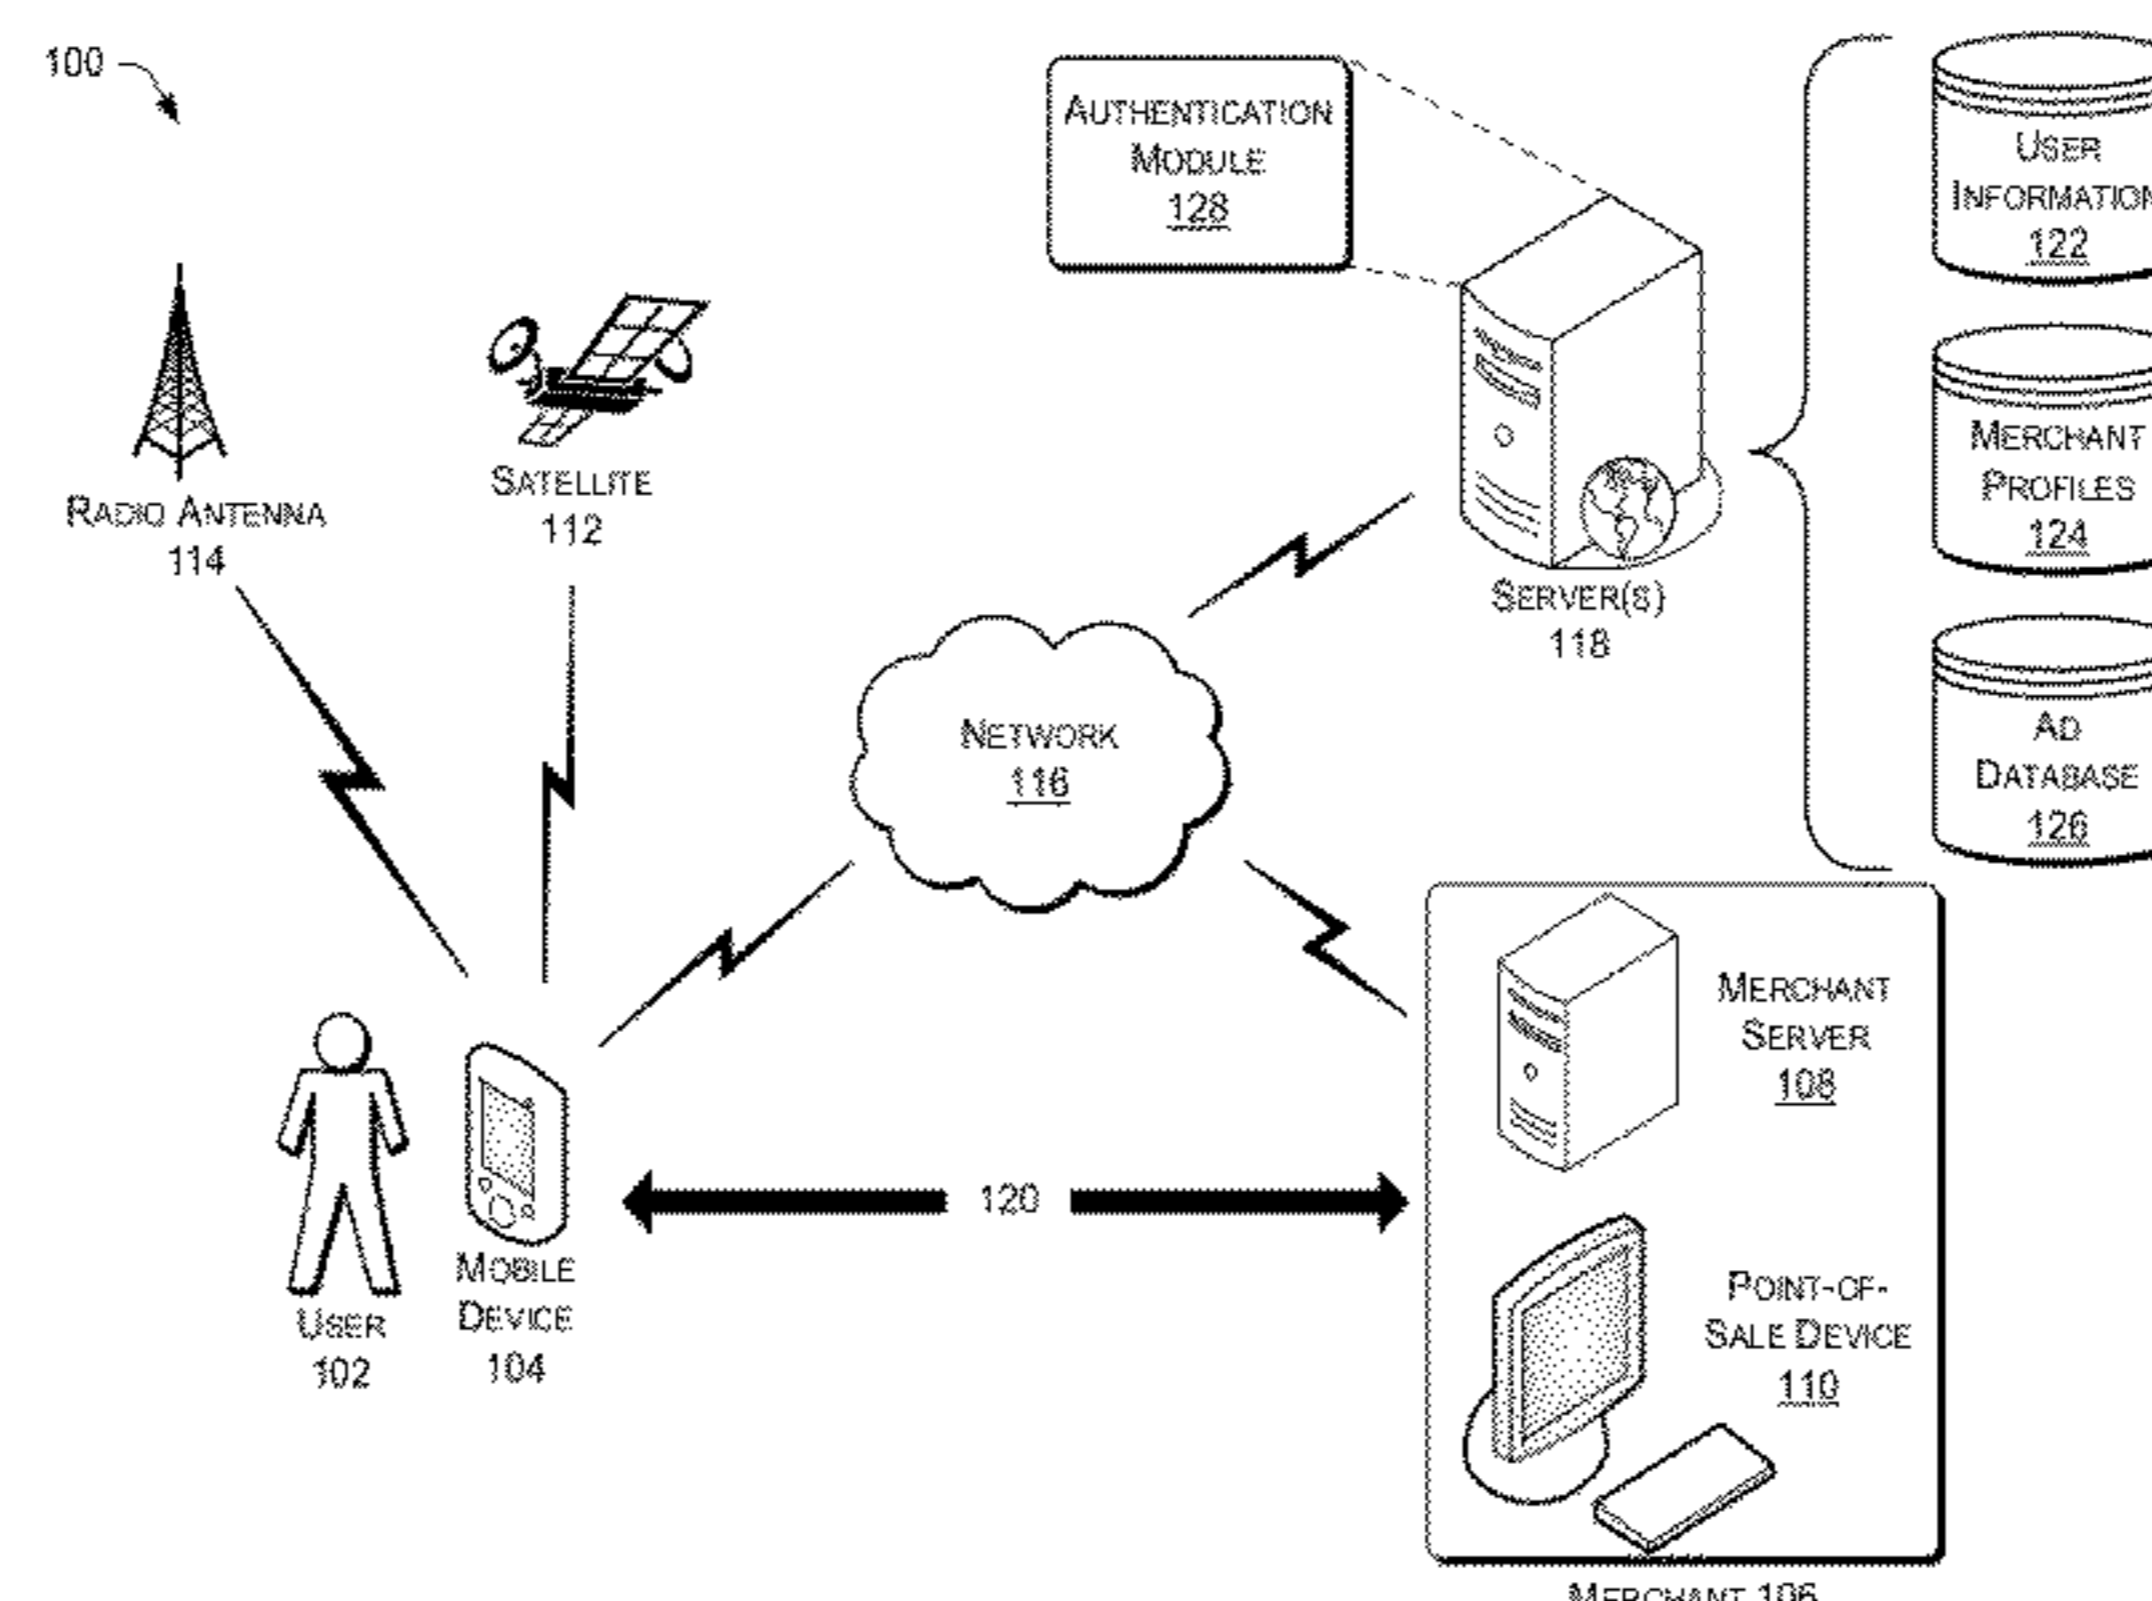 100
AUTHENTICATION
MODULE
128
USER
INFORMATION
122
MERCHANT
PROFILES
124
AD
DATABASE
126
RADIO ANTENNA
114
SATELLITE
112
SERVER(S)
118
NETWORK
116
MERCHANT
SERVER
108
120
POINT-OF-
SALE DEVICE
110
USER
102
MOBILE
DEVICE
104
MERCHANT 106